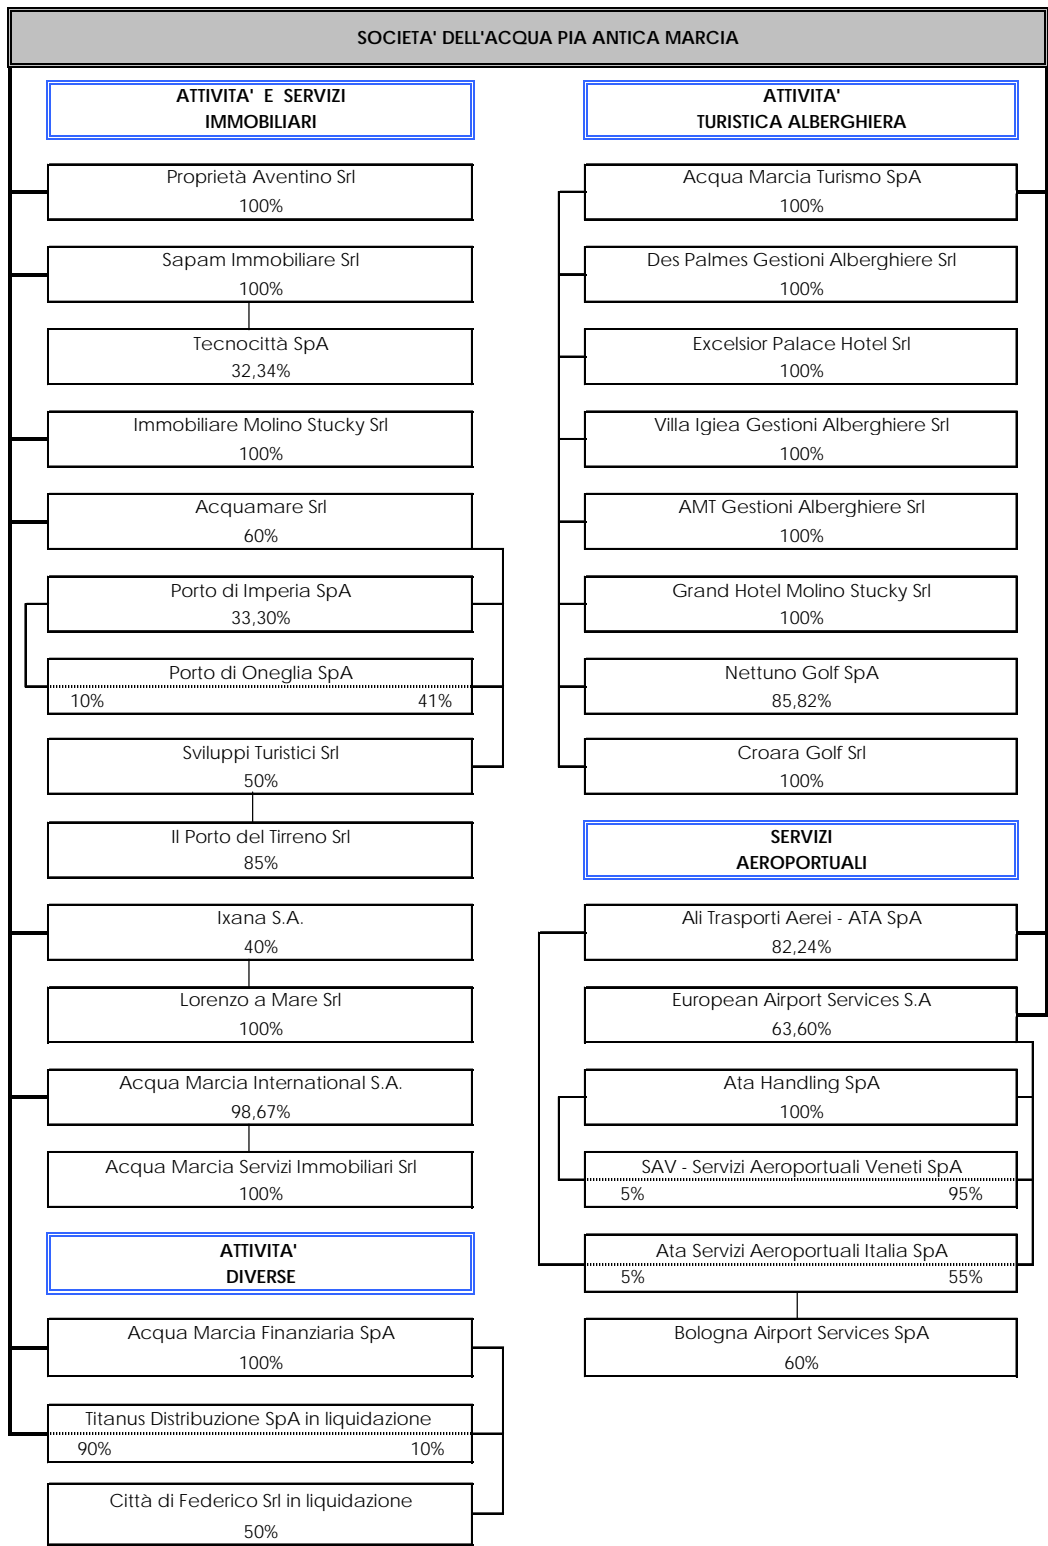 SOCIETA' DELL'ACQUA PIA ANTICA MARCIA
ATTIVITA' E SERVIZI
IMMOBILIARI
Proprietà Aventino Srl
100%
Sapam Immobiliare Srl
100%
Tecnocittà SpA
32,34%
Immobiliare Molino Stucky Srl
100%
Acquamare Srl
60%
Porto di Imperia SpA
33,30%
Porto di Oneglia SpA
10% 41%
Sviluppi Turistici Srl
50%
Il Porto del Tirreno Srl
85%
Ixana S.A.
40%
Lorenzo a Mare Srl
100%
Acqua Marcia International S.A.
98,67%
Acqua Marcia Servizi Immobiliari Srl
100%
ATTIVITA'
DIVERSE
Acqua Marcia Finanziaria SpA
100%
Titanus Distribuzione SpA in liquidazione
90% 10%
Città di Federico Srl in liquidazione
50%
ATTIVITA'
TURISTICA ALBERGHIERA
Acqua Marcia Turismo SpA
100%
Des Palmes Gestioni Alberghiere Srl
100%
Excelsior Palace Hotel Srl
100%
Villa Igiea Gestioni Alberghiere Srl
100%
AMT Gestioni Alberghiere Srl
100%
Grand Hotel Molino Stucky Srl
100%
Nettuno Golf SpA
85,82%
Croara Golf Srl
100%
SERVIZI
AEROPORTUALI
Ali Trasporti Aerei - ATA SpA
82,24%
European Airport Services S.A
63,60%
Ata Handling SpA
100%
SAV - Servizi Aeroportuali Veneti SpA
5% 95%
Ata Servizi Aeroportuali Italia SpA
5% 55%
Bologna Airport Services SpA
60%